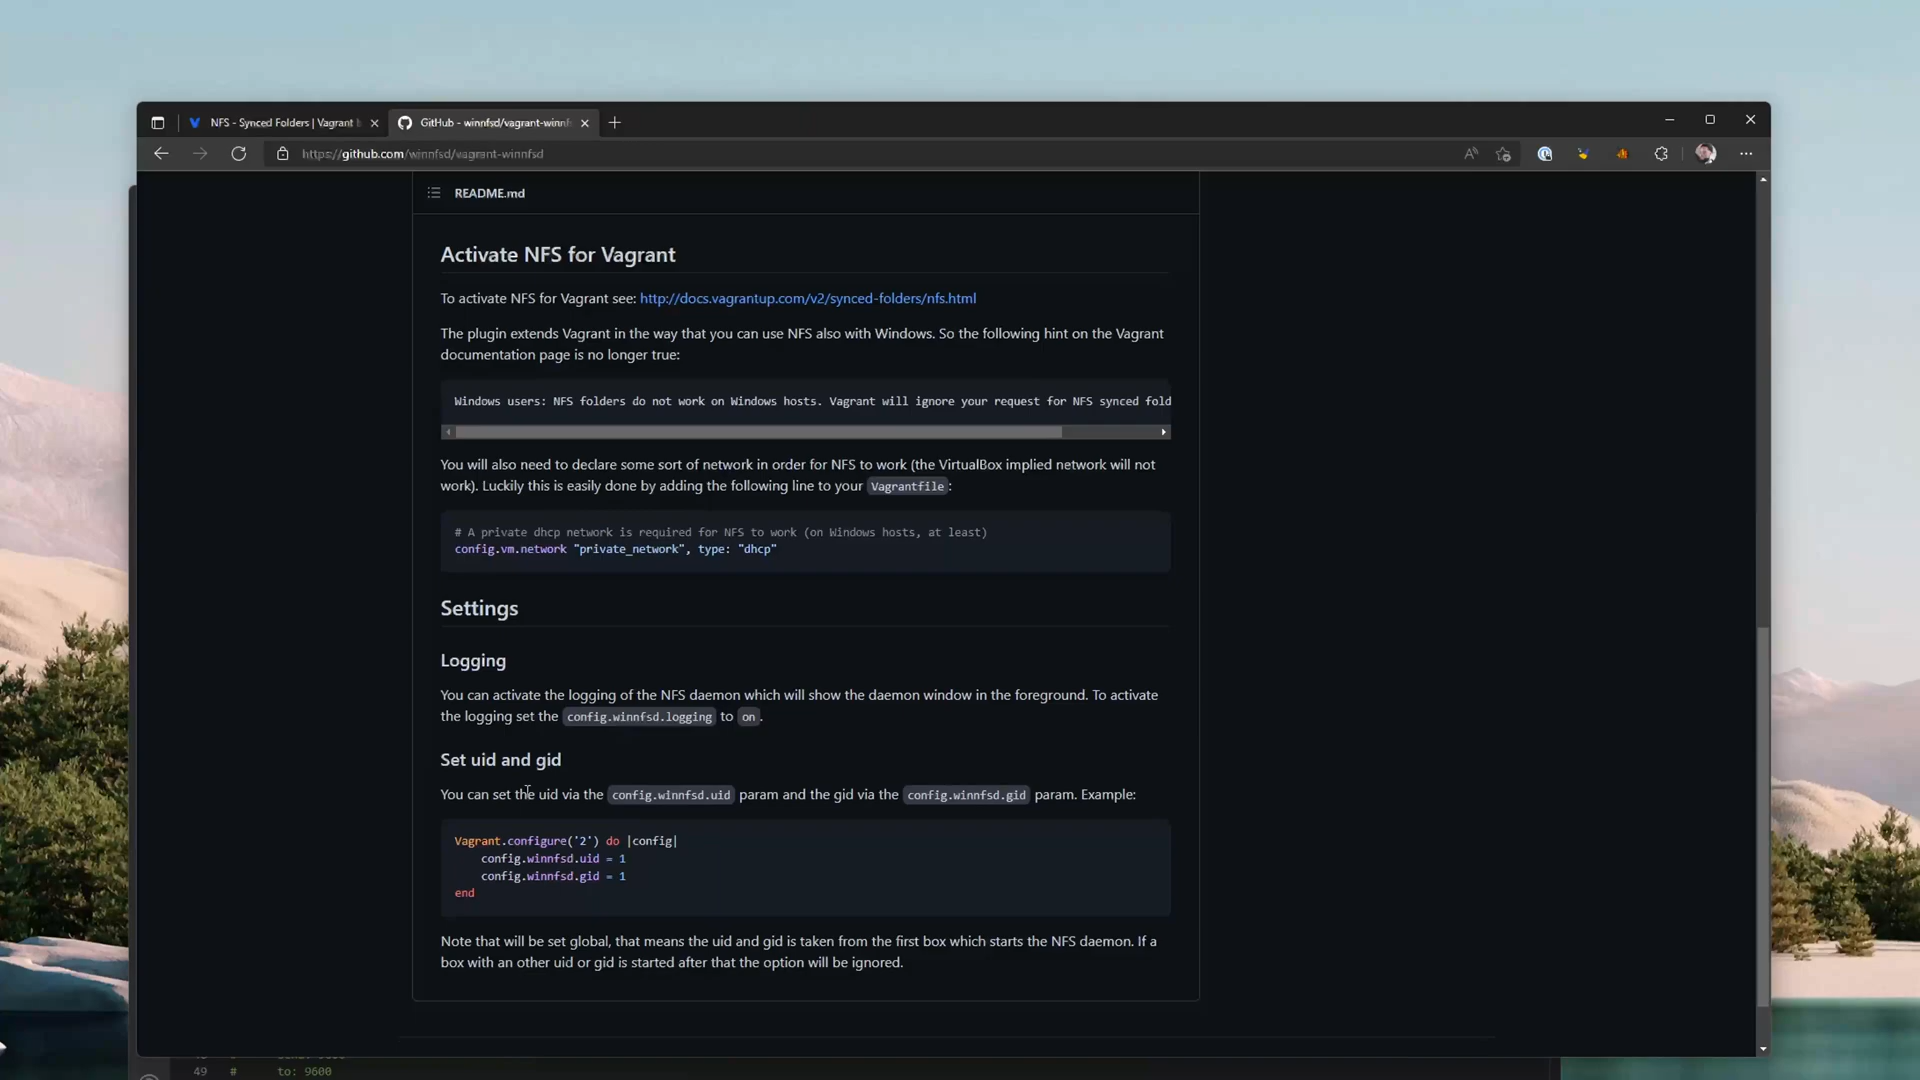 NFS - Synced Folders | Vagrant
GitHub - winnfsd/vagrant-winnf
https://github.com/winnfsd/vagrant-winnfsd
README.md
Activate NFS for Vagrant
To activate NFS for Vagrant see: http://docs.vagrantup.com/v2/synced-folders/nfs.html
The plugin extends Vagrant in the way that you can use NFS also with Windows. So the following hint on the Vagrant
documentation page is no longer true:
Windows users: NFS folders do not work on Windows hosts. Vagrant will ignore your request for NFS synced fold
You will also need to declare some sort of network in order for NFS to work (the VirtualBox implied network will not
work). Luckily this is easily done by adding the following line to your Vagrantfile:
# A private dhcp network is required for NFS to work (on Windows hosts, at least)
config.vm.network "private_network", type: "dhcp"
Settings
Logging
You can activate the logging of the NFS daemon which will show the daemon window in the foreground. To activate
the logging set the config.winnfsd.logging to on.
Set uid and gid
You can set the uid via the config.winnfsd.uid param and the gid via the config.winnfsd.gid param. Example:
Vagrant.configure('2') do |config|
config.winnfsd.uid = 1
config.winnfsd.gid = 1
end
Note that will be set global, that means the uid and gid is taken from the first box which starts the NFS daemon. If a
box with an other uid or gid is started after that the option will be ignored.
49 # to: 9600